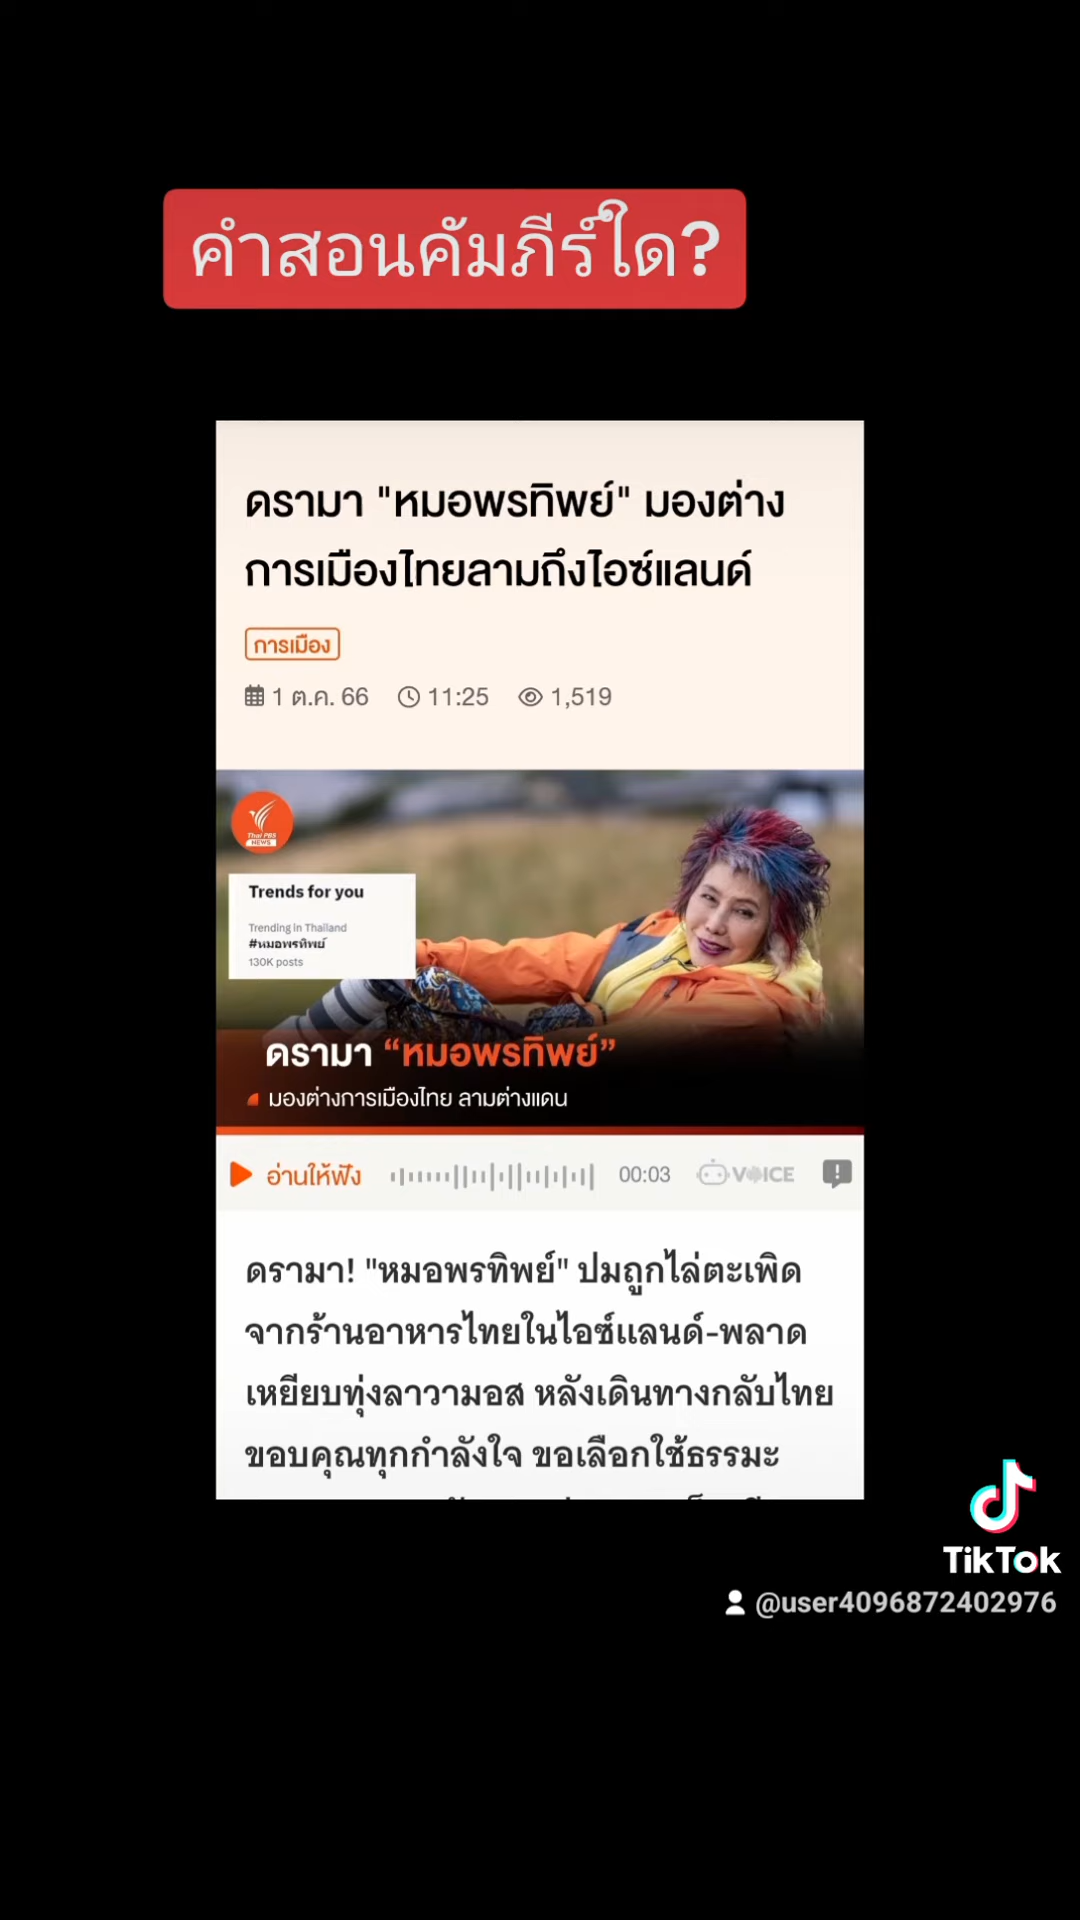 คำสอนคัมภีร์ใด?
ดรามา "หมอพรทิพย์" มองต่าง
การเมืองไทยลามถึงไอซ์แลนด์
การเมือง
1 ต.ค. 66 11:25 1,519
Thai PBS
NEWS
Trends for you
Trending in Thailand
#หมอพรทิพย์
130K posts
ดรามา “หมอพรทิพย์”
มองต่างการเมืองไทย ลามต่างแดน
อ่านให้ฟัง 00:03 VOICE
ดรามา! "หมอพรทิพย์" ปมถูกไล่ตะเพิด
จากร้านอาหารไทยในไอซ์แลนด์-พลาด
เหยียบทุ่งลาวามอส หลังเดินทางกลับไทย
ขอบคุณทุกกำลังใจ ขอเลือกใช้ธรรมะ
TikTok
@user4096872402976